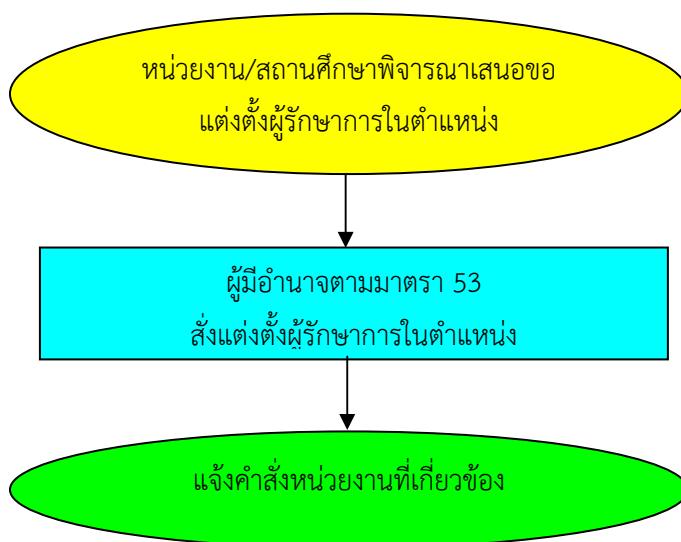 หน่วยงาน/สถานศึกษาพิจารณาเสนอขอ
แต่งตั้งผู้รักษาการในตำแหน่ง
ผู้มีอำนาจตามมาตรา 53
สั่งแต่งตั้งผู้รักษาการในตำแหน่ง
แจ้งคำสั่งหน่วยงานที่เกี่ยวข้อง